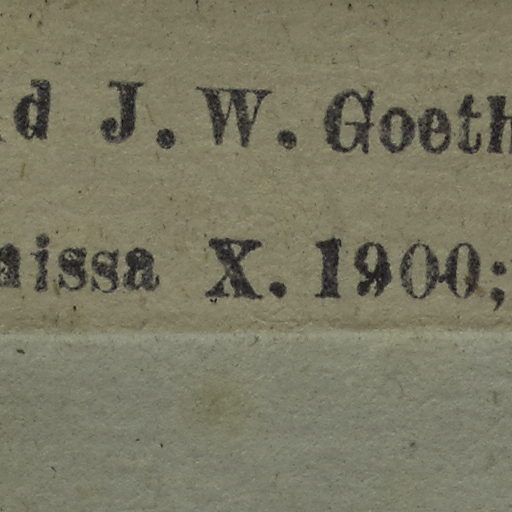 d J. W. Goeth
aissa X. 1900;